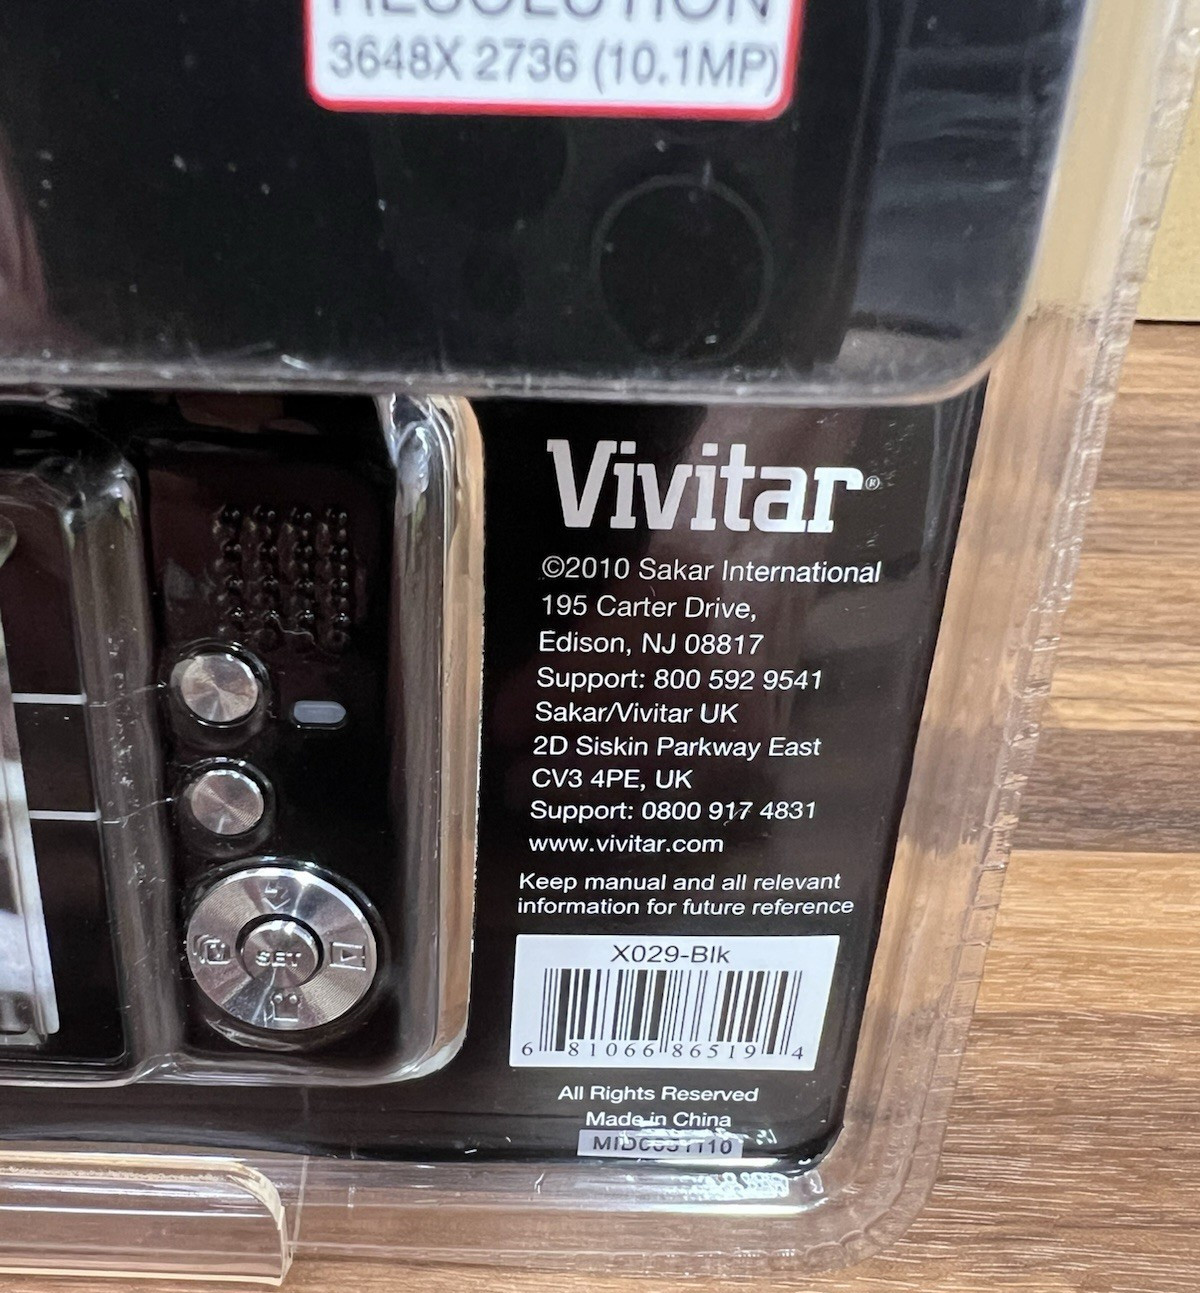 RESOLUTION
3648X 2736 (10.1MP)
Vivitar®
©2010 Sakar International
195 Carter Drive,
Edison, NJ 08817
Support: 800 592 9541
Sakar/Vivitar UK
2D Siskin Parkway East
CV3 4PE, UK
Support: 0800 917 4831
www.vivitar.com
Keep manual and all relevant
information for future reference
SET
X029-Blk
6 81066 86519 4
All Rights Reserved
Made in China